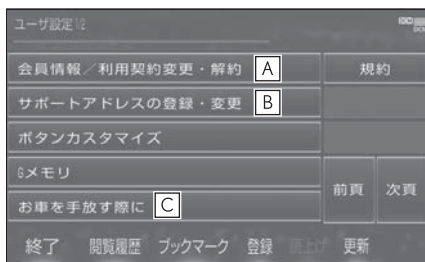 ユーザ設定1/2
会員情報／利用契約変更・解約 A 規約
サポートアドレスの登録・変更 B
ボタンカスタマイズ
Gメモリ
お車を手放す際に C
前頁 次頁
終了 閲覧履歴 ブックマーク 登録 読上げ 更新